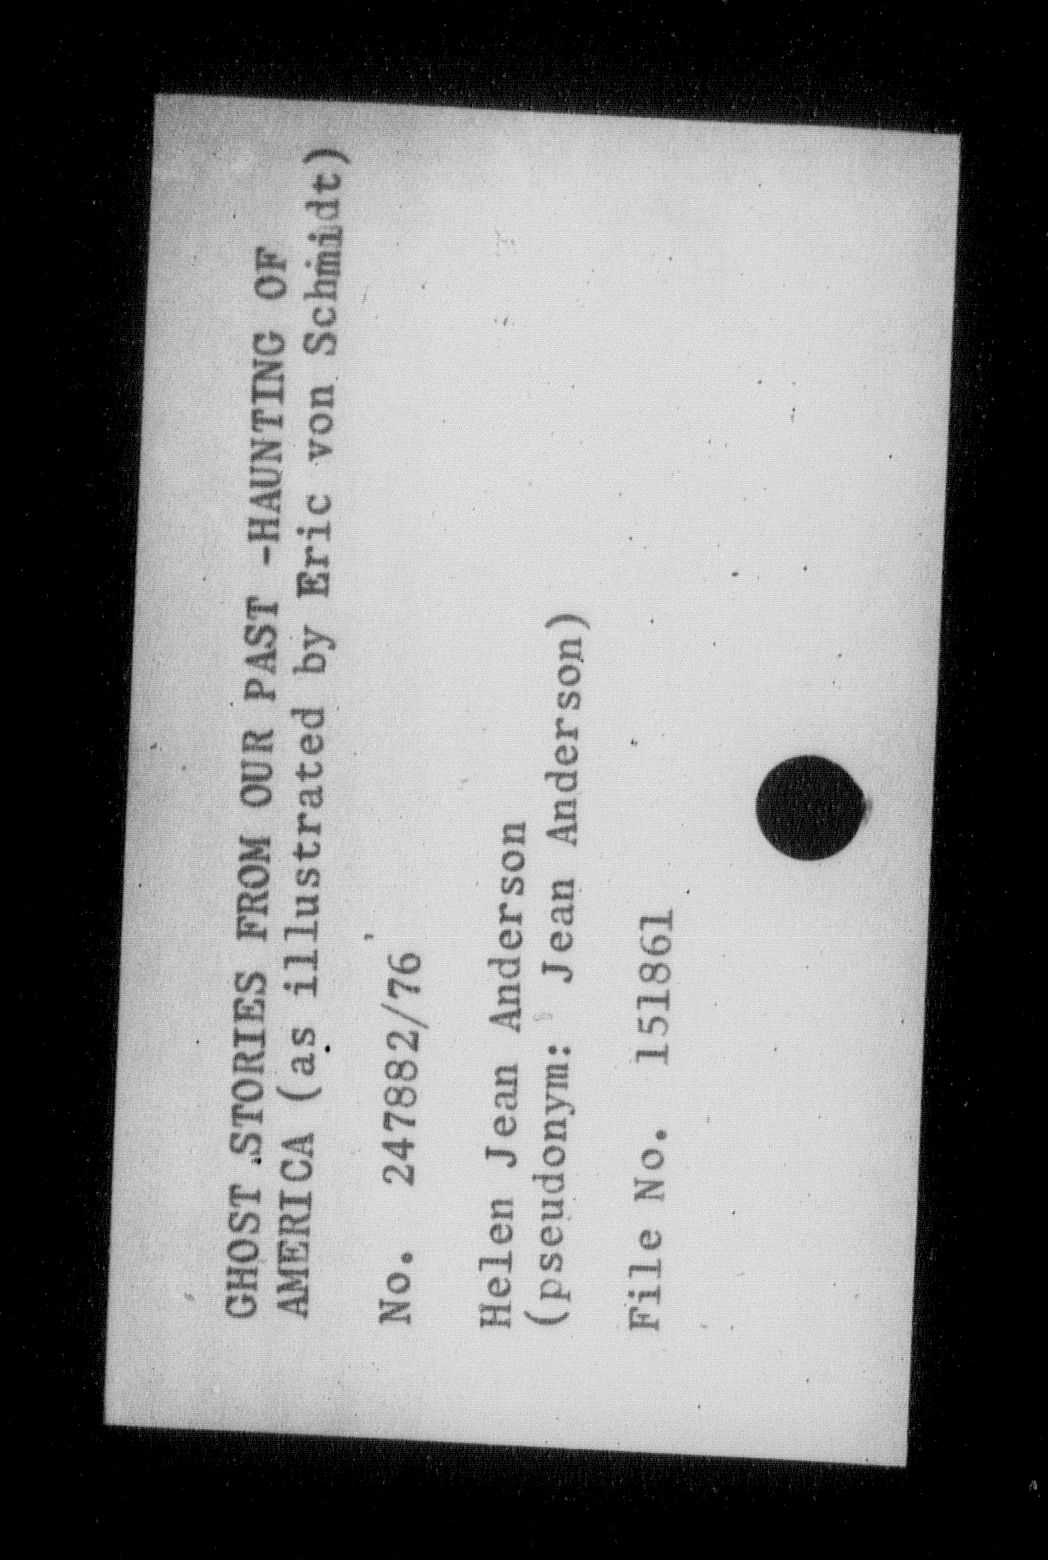 GHOST STORIES FROM OUR PAST -HAUNTING OF
AMERICA (as illustrated by Eric von Schmidt)
No. 247882/76
Helen Jean Anderson
(pseudonym: Jean Anderson)
File No. 151861